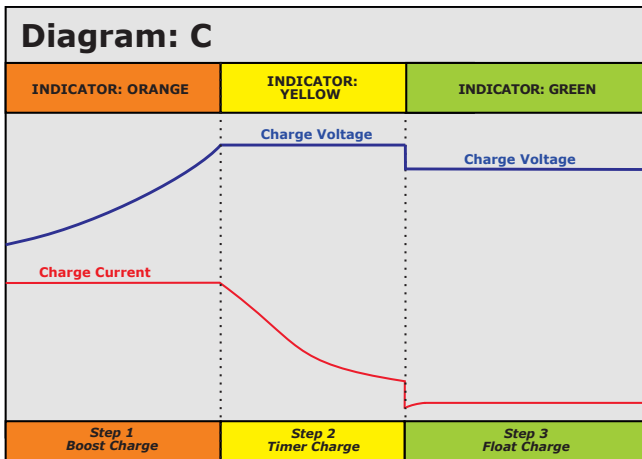 Diagram: C
INDICATOR: ORANGE
INDICATOR:
YELLOW
INDICATOR: GREEN
Charge Voltage
Charge Voltage
Charge Current
Step 1
Boost Charge
Step 2
Timer Charge
Step 3
Float Charge